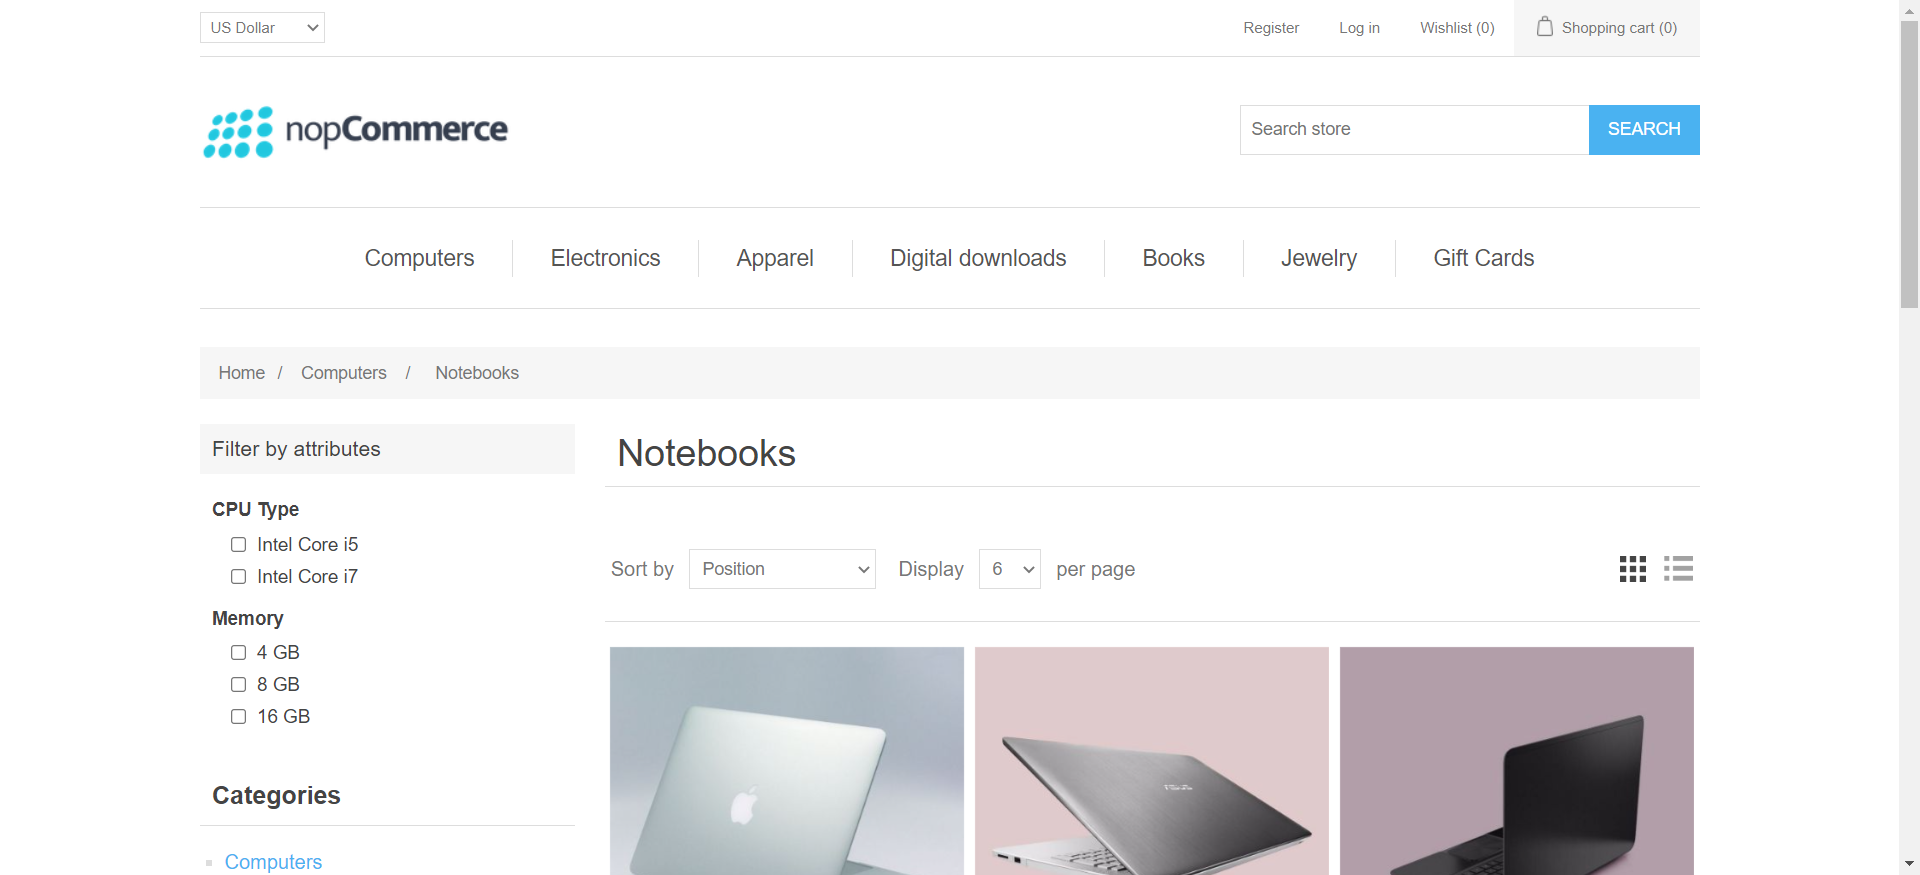 US Dollar
Register
Log in
Wishlist (0)
Shopping cart (0)
nopCommerce
Search store
SEARCH
Computers
Electronics
Apparel
Digital downloads
Books
Jewelry
Gift Cards
Home / Computers / Notebooks
Filter by attributes
CPU Type
Intel Core i5
Intel Core i7
Memory
4 GB
8 GB
16 GB
Categories
Computers
Notebooks
Sort by Position Display 6 per page